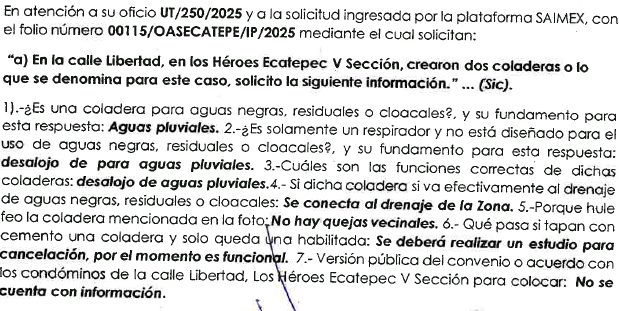 En atención a su oficio UT/250/2025 y a la solicitud ingresada por la plataforma SAIMEX, con
el folio número 00115/OASECATEPE/IP/2025 mediante el cual solicitan:
"a) En la calle Libertad, en los Héroes Ecatepec V Sección, crearon dos coladeras o lo
que se denomina para este caso, solicito la siguiente información." ... (Sic).
1).-¿Es una coladera para aguas negras, residuales o cloacales?, y su fundamento para
esta respuesta: Aguas pluviales. 2.-¿Es solamente un respirador y no está diseñado para el
uso de aguas negras, residuales o cloacales?, y su fundamento para esta respuesta:
desalojo de para aguas pluviales. 3.-Cuáles son las funciones correctas de dichas
coladeras: desalojo de aguas pluviales.4.- Si dicha coladera si va efectivamente al drenaje
de aguas negras, residuales o cloacales: Se conecta al drenaje de la Zona. 5.-Porque hule
feo la coladera mencionada en la foto: No hay quejas vecinales. 6.- Qué pasa si tapan con
cemento una coladera y solo queda una habilitada: Se deberá realizar un estudio para
cancelación, por el momento es funcional. 7.- Versión pública del convenio o acuerdo con
los condóminos de la calle Libertad, Los Héroes Ecatepec V Sección para colocar: No se
cuenta con información.